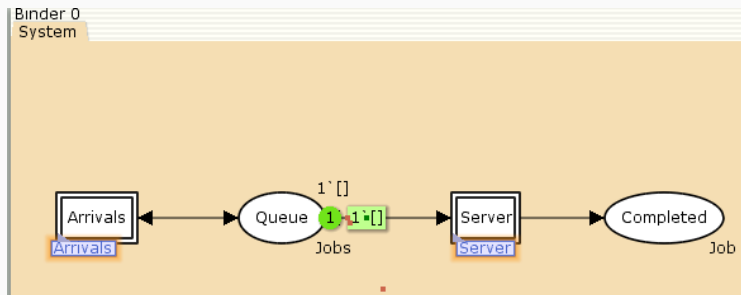 Binder 0
System
1`[]
Arrivals
Queue
1`
1`[]
Server
Completed
Arrivals
Jobs
Server
Job